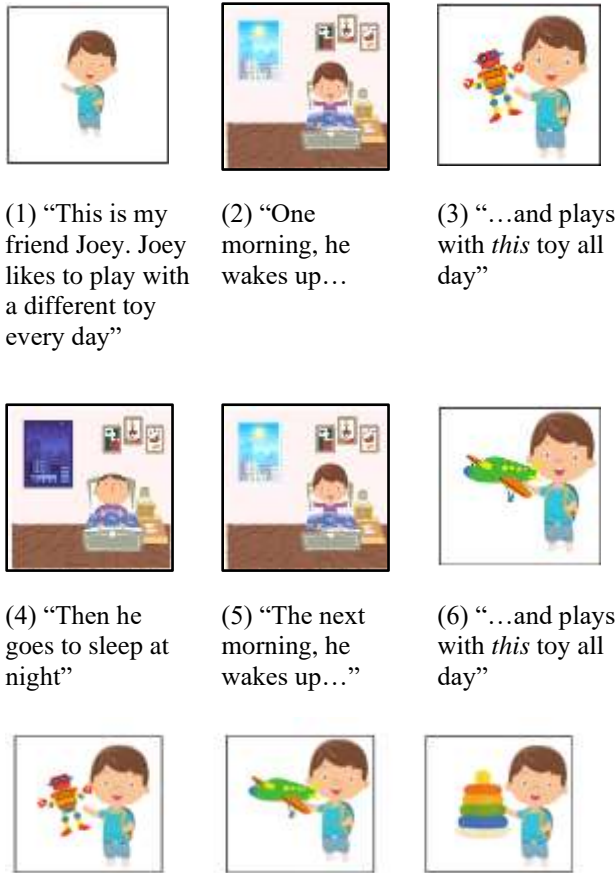 (1) “This is my
friend Joey. Joey
likes to play with
a different toy
every day”
(2) “One
morning, he
wakes up…
(3) “…and plays
with this toy all
day”
(4) “Then he
goes to sleep at
night”
(5) “The next
morning, he
wakes up…”
(6) “…and plays
with this toy all
day”